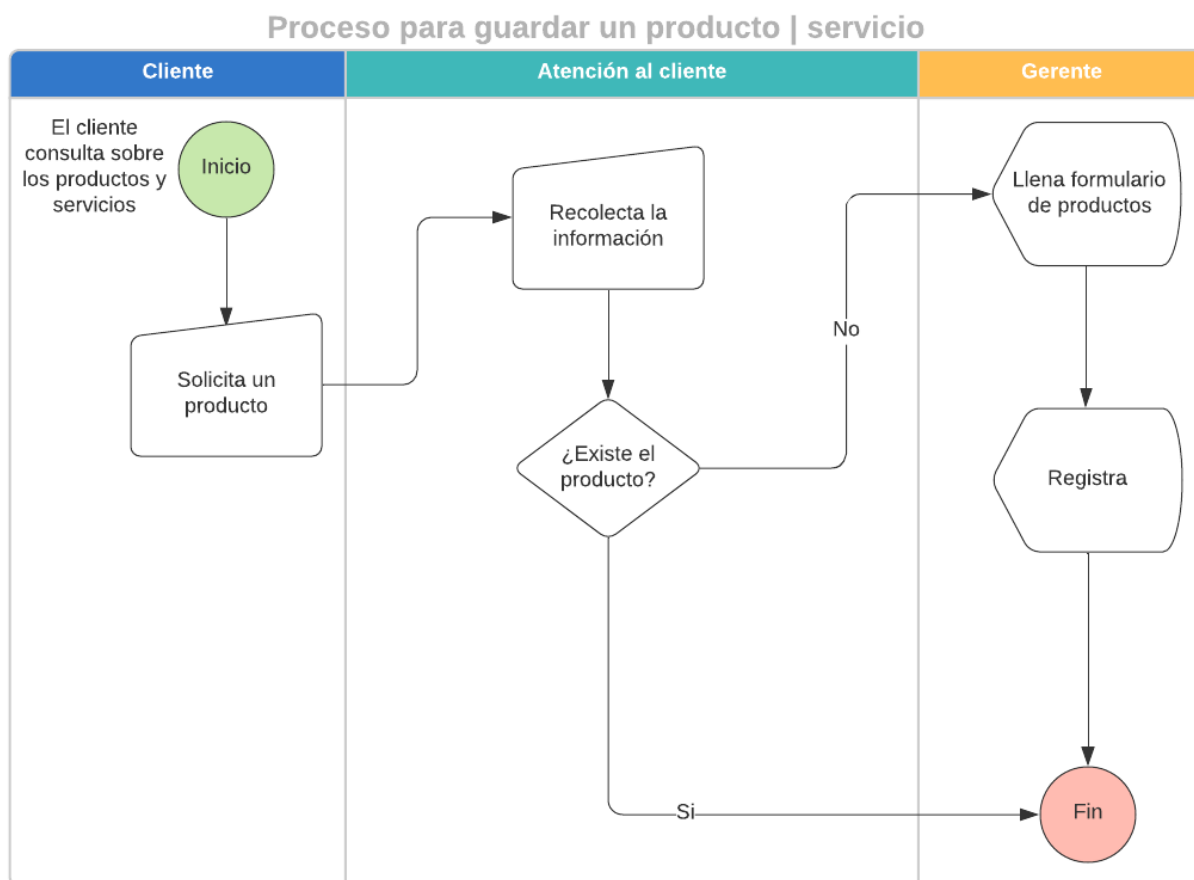 Proceso para guardar un producto | servicio
Cliente
Atención al cliente
Gerente
El cliente
consulta sobre
los productos y
servicios
Inicio
Solicita un
producto
Recolecta la
información
¿Existe el
producto?
No
Si
Llena formulario
de productos
Registra
Fin